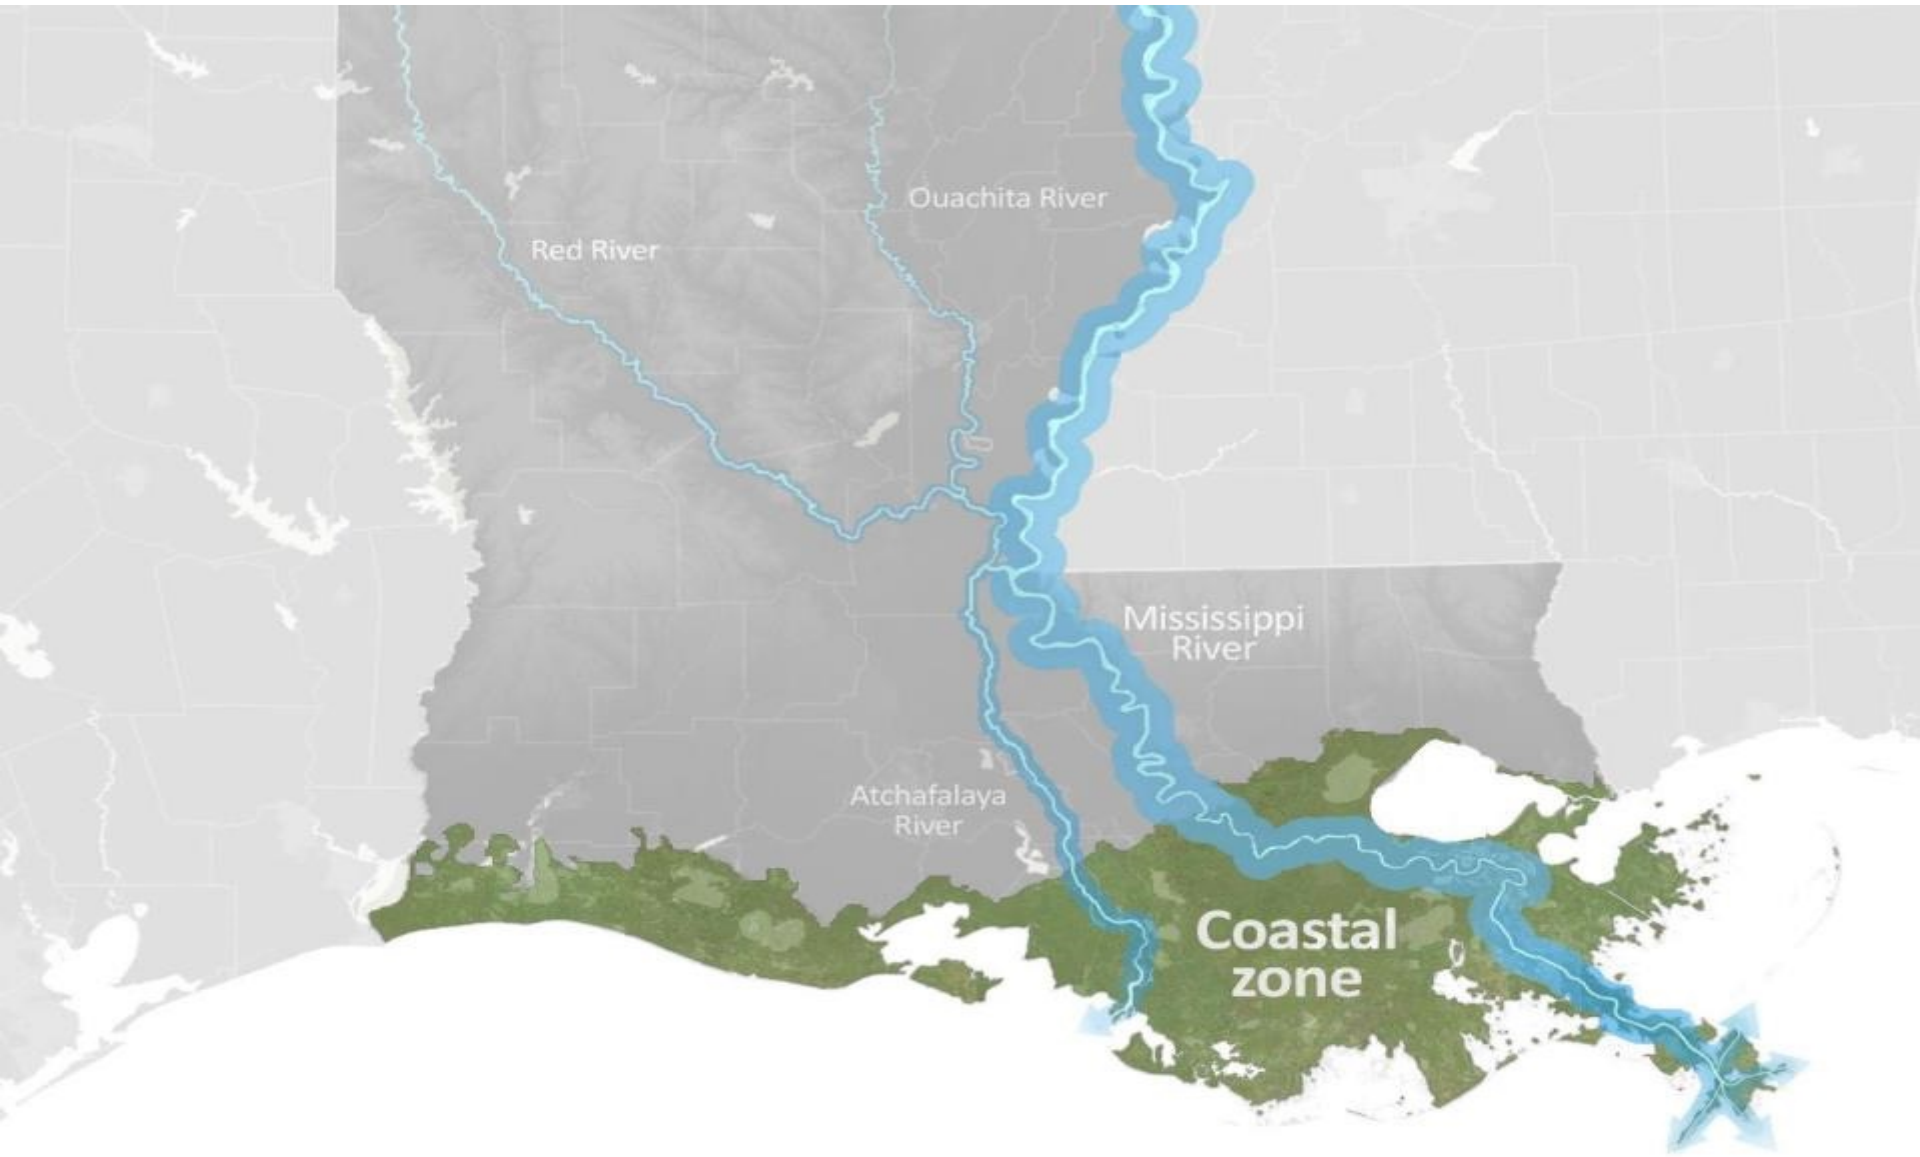 Ouachita River
Red River
Mississippi
River
Atchafalaya
River
Coastal
zone